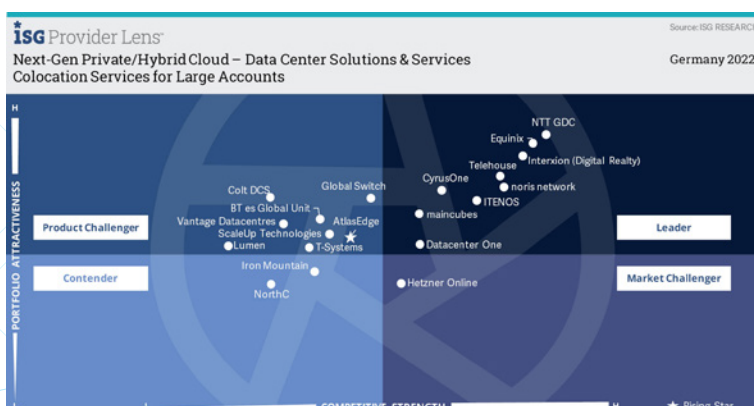 Source: ISG RESEARCH
iSG Provider Lens™
Next-Gen Private/Hybrid Cloud – Data Center Solutions & Services
Germany 2022
Colocation Services for Large Accounts
H
NTT GDC
Equinix
Interxion (Digital Realty)
Telehouse
CyrusOne
noris network
Global Switch
Colt DCS
ITENOS
BT es Global Unit
maincubes
AtlasEdge
Vantage Datacentres
Product Challenger
Leader
ScaleUp Technologies
Lumen
T-Systems
Datacenter One
PORTFOLIO ATTRACTIVENESS
Iron Mountain
Contender
Market Challenger
Hetzner Online
NorthC
L
COMPETITIVE STRENGTH
H
Rising Star